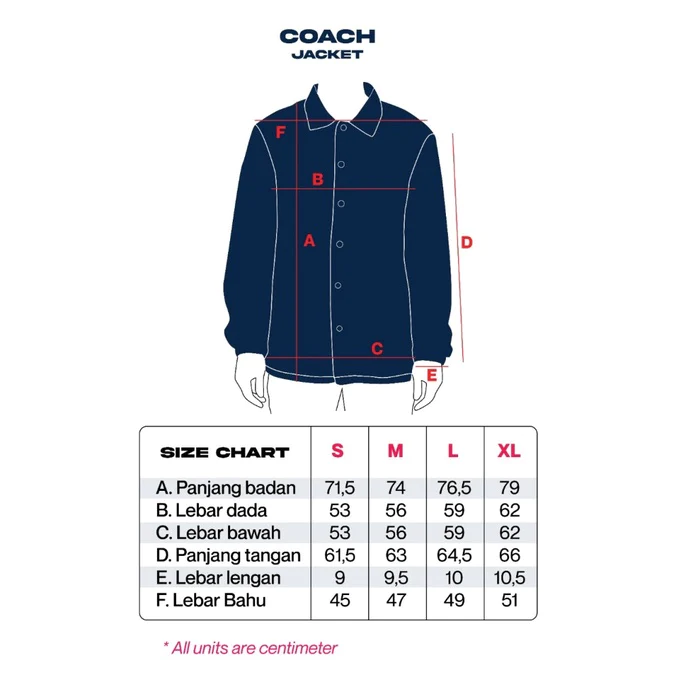 COACH
JACKET
F
B
A
D
C
E
SIZE CHART S M L XL
A. Panjang badan 71,5 74 76,5 79
B. Lebar dada 53 56 59 62
C. Lebar bawah 53 56 59 62
D. Panjang tangan 61,5 63 64,5 66
E. Lebar lengan 9 9,5 10 10,5
F. Lebar Bahu 45 47 49 51
* All units are centimeter